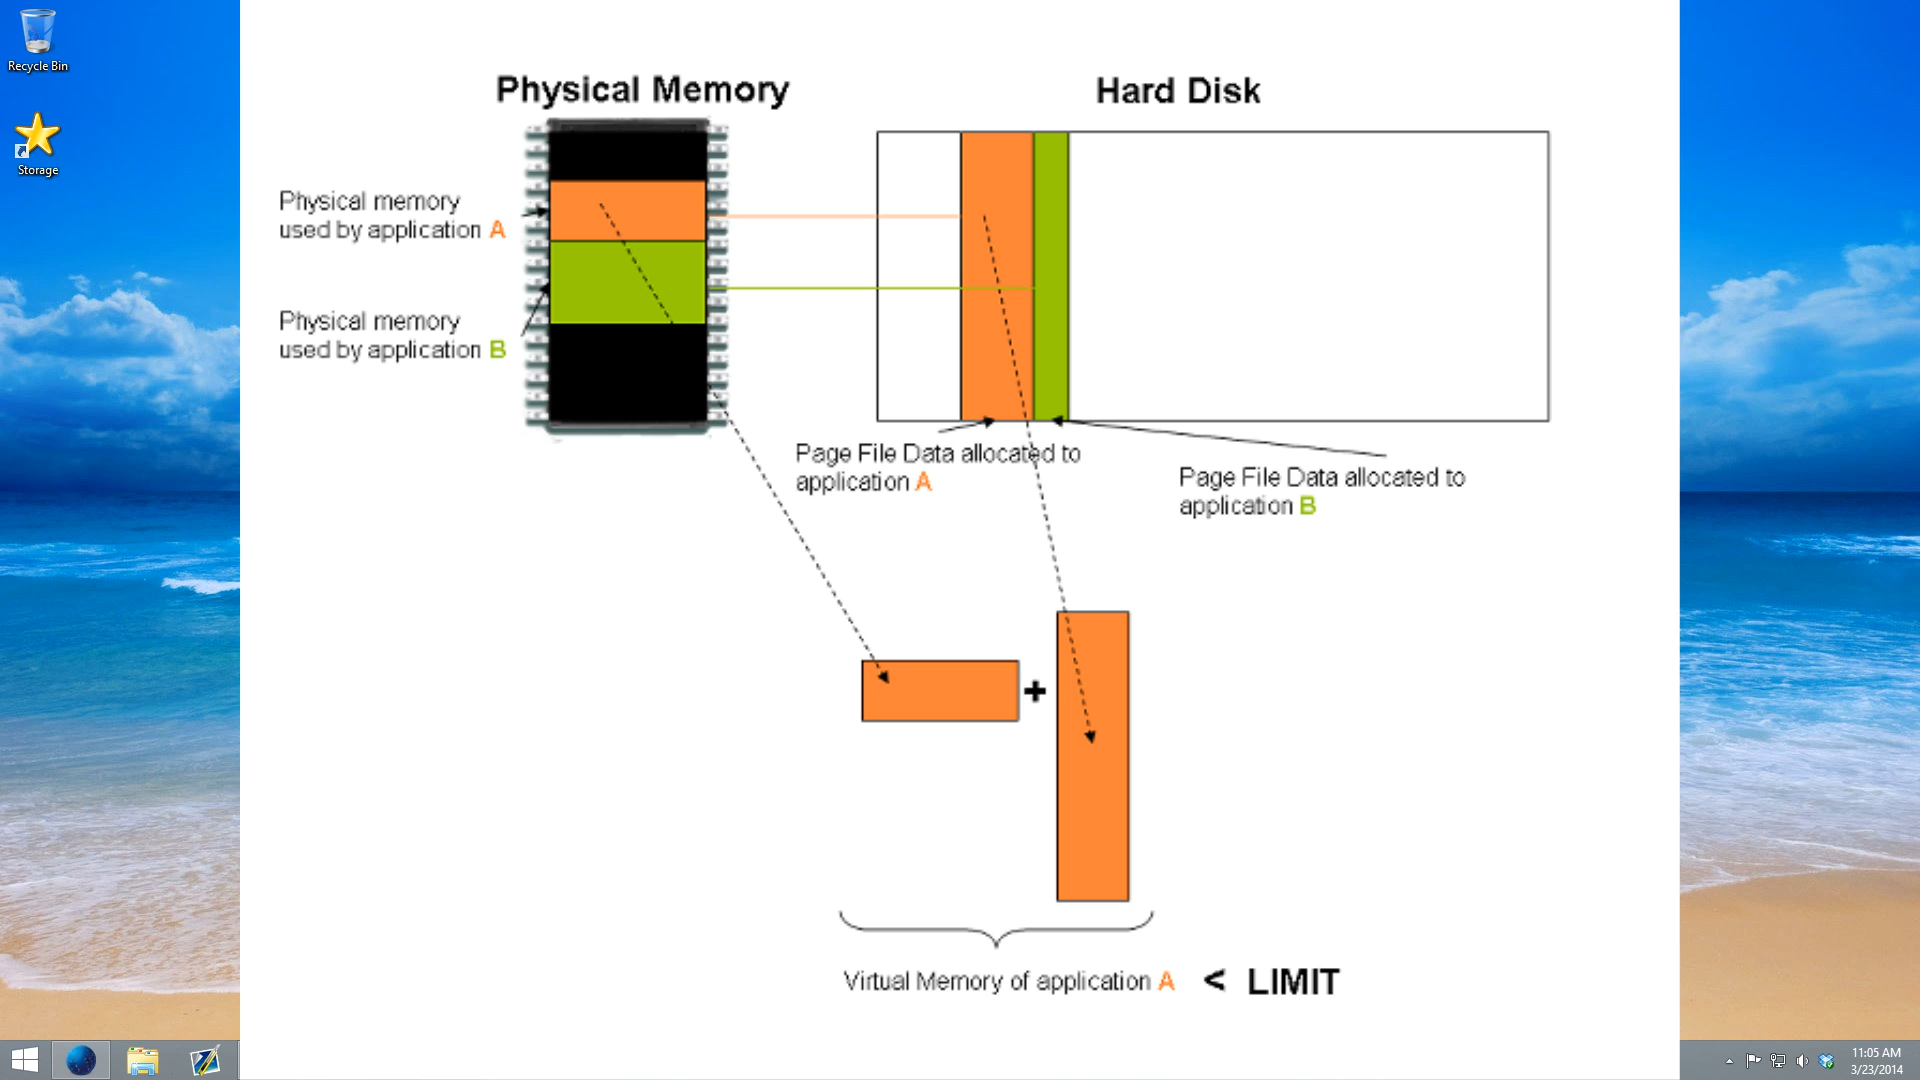 Recycle Bin
Storage
Physical Memory
Hard Disk
Physical memory
used by application A
Physical memory
used by application B
Page File Data allocated to
application A
Page File Data allocated to
application B
+
Virtual Memory of application A < LIMIT
11:05 AM
3/23/2014